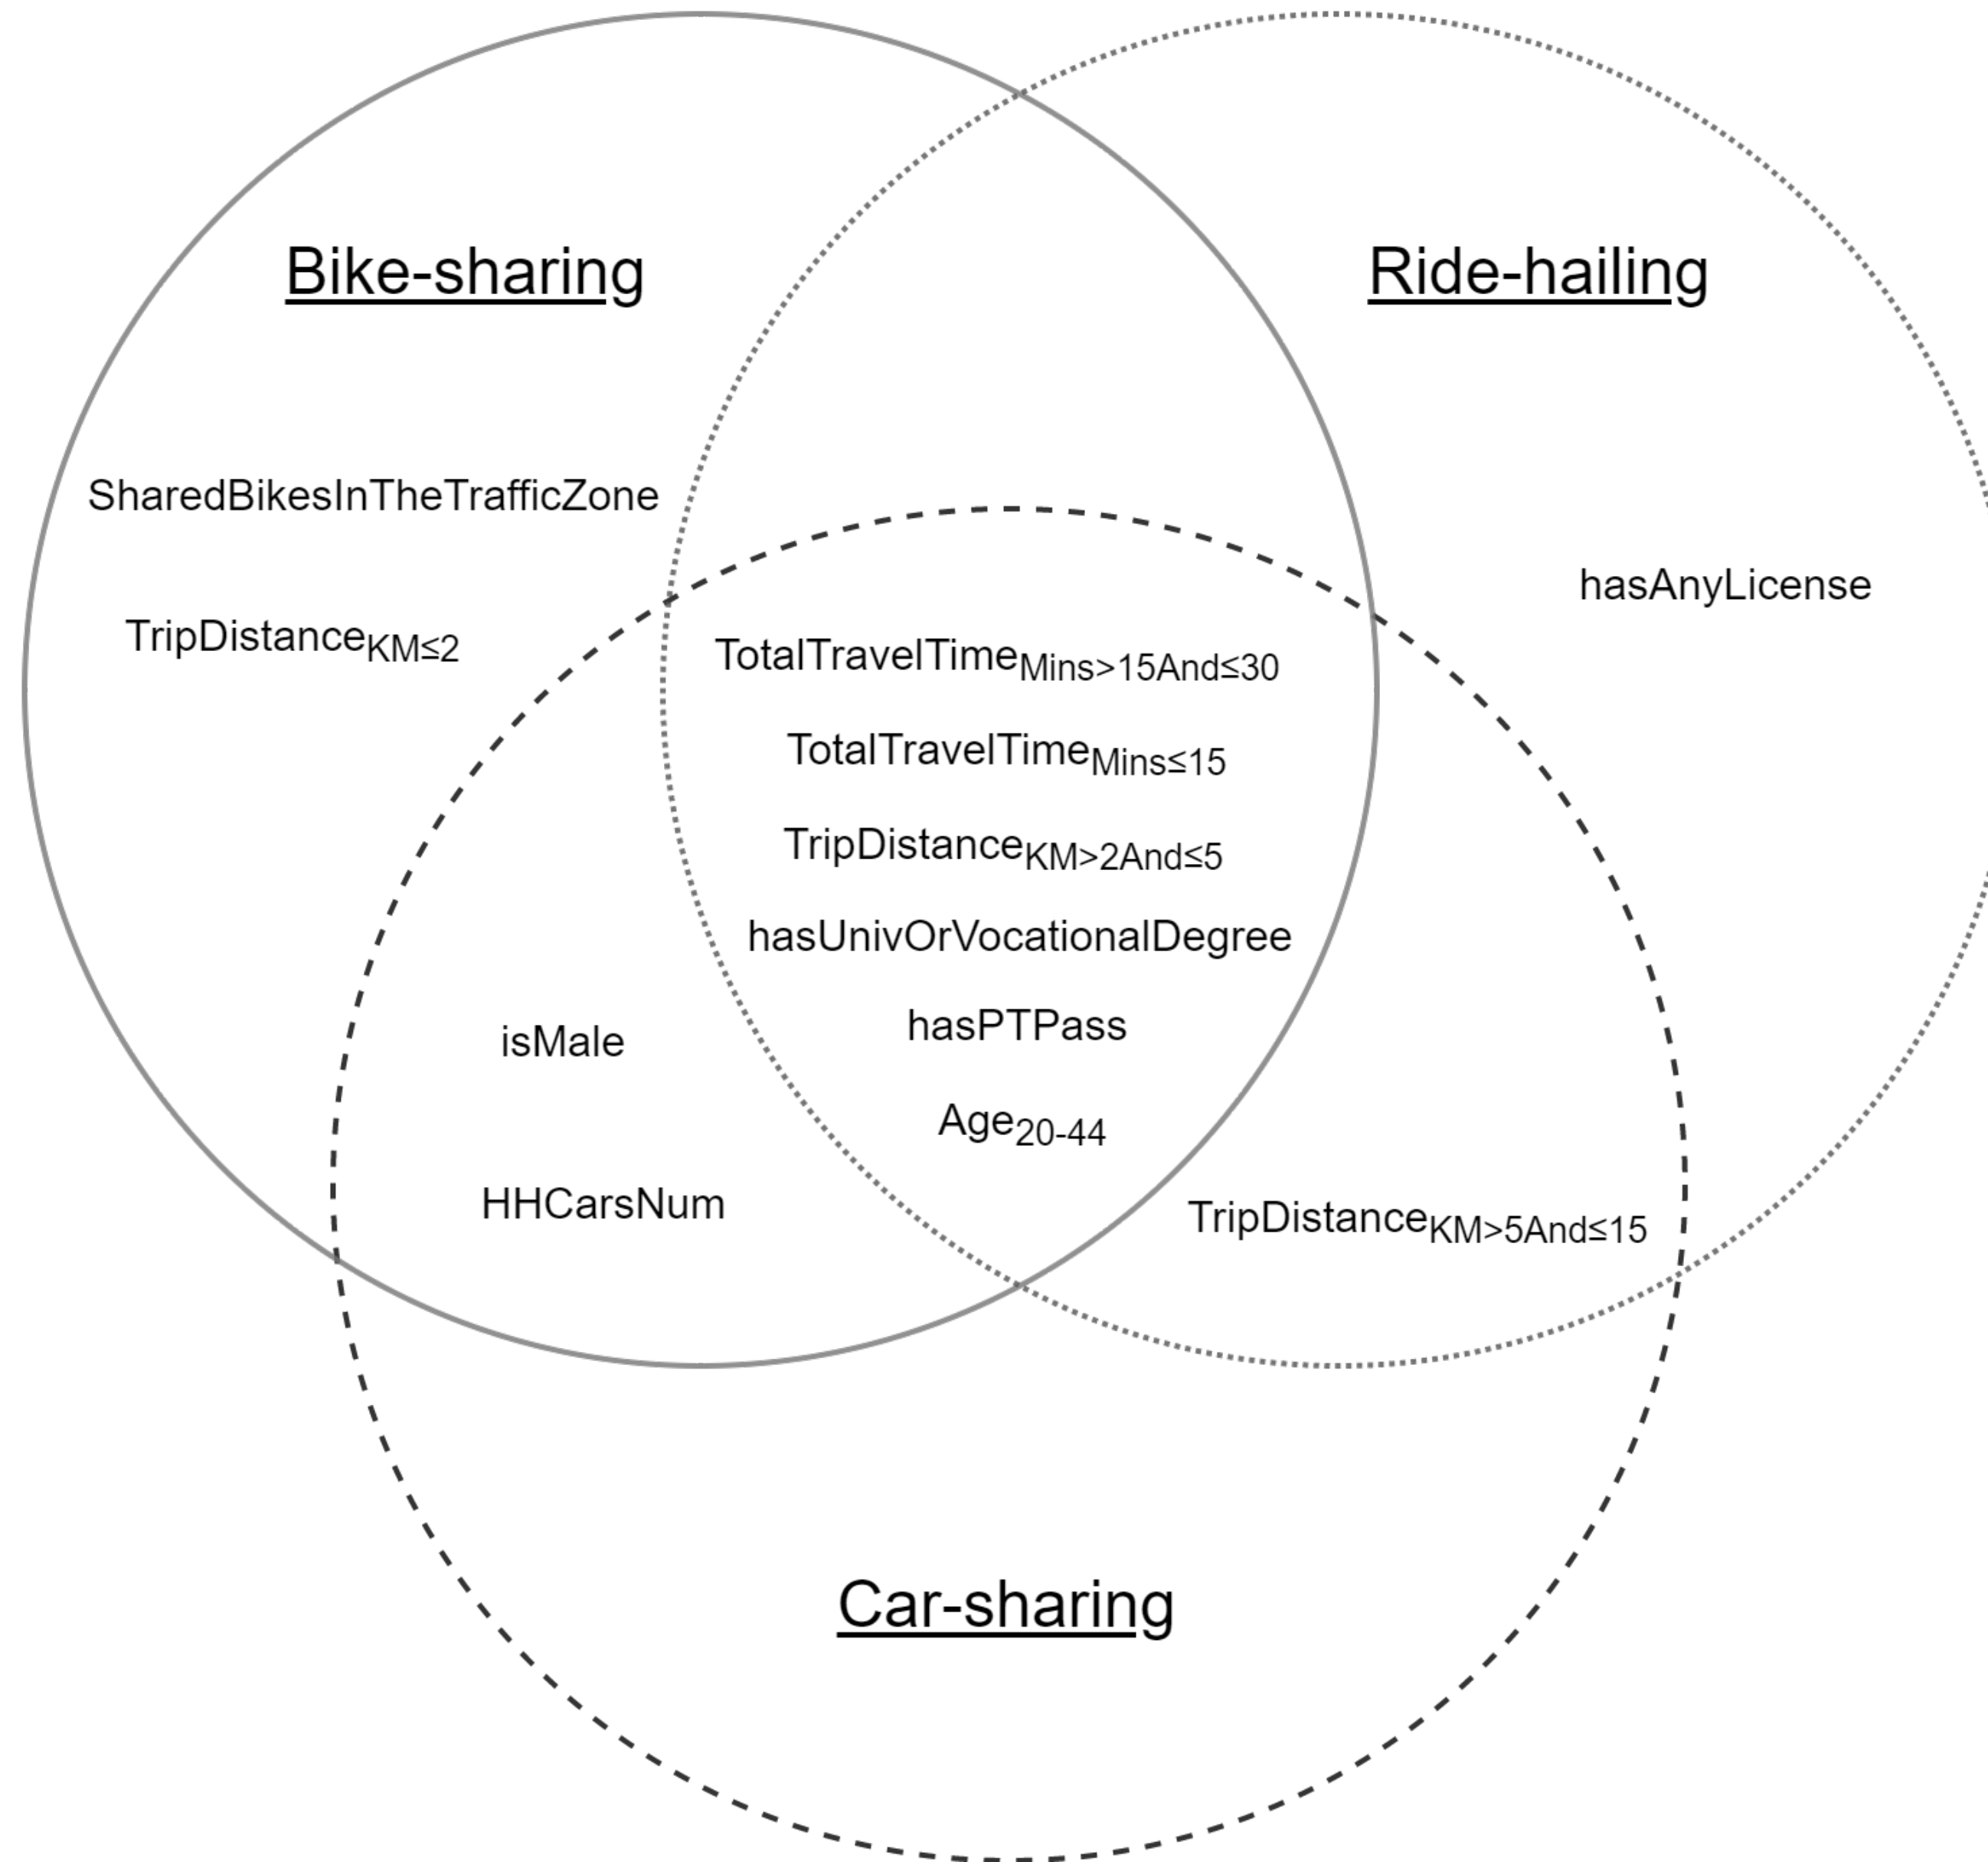 Bike-sharing
Ride-hailing
SharedBikesInTheTrafficZone
hasAnyLicense
TripDistanceKM≤2
TotalTravelTimeMins>15And≤30
TotalTravelTimeMins≤15
TripDistanceKM>2And≤5
hasUnivOrVocationalDegree
hasPTPass
isMale
Age20-44
HHCarsNum
TripDistanceKM>5And≤15
Car-sharing